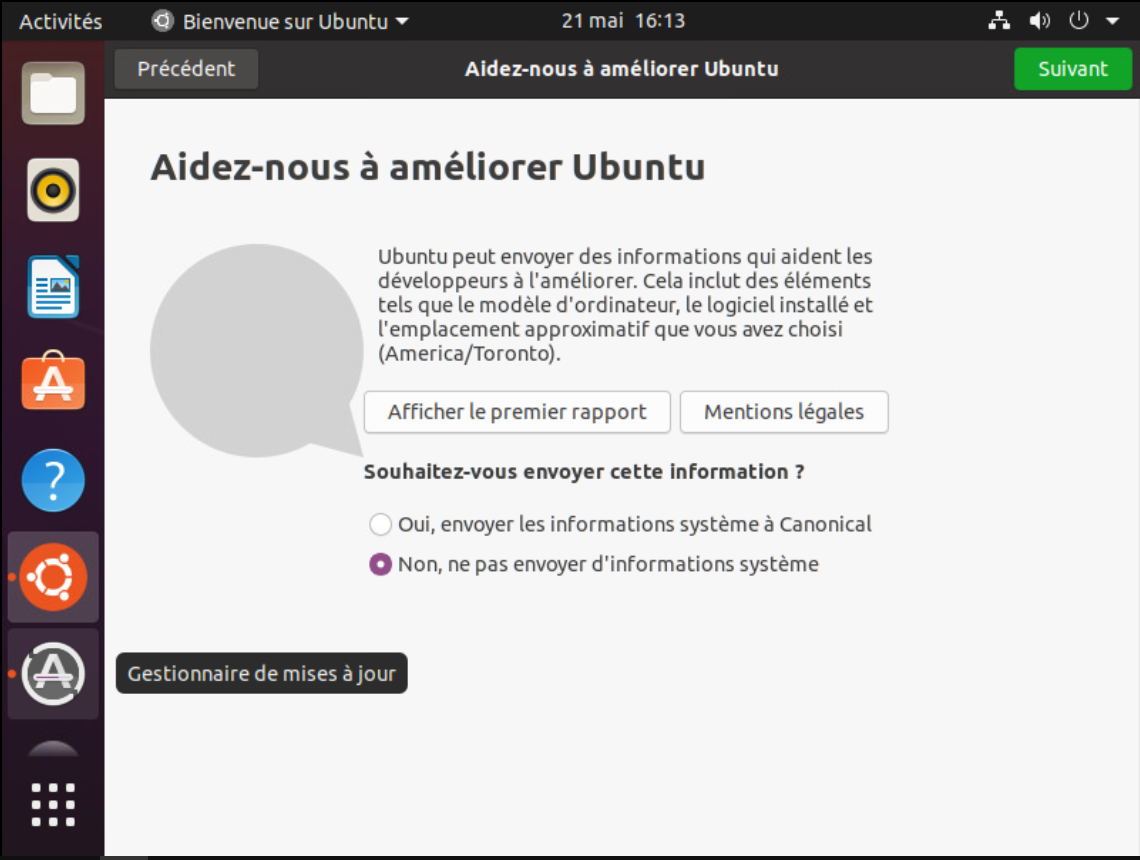 Activités
Bienvenue sur Ubuntu
21 mai 16:13
Précédent
Aidez-nous à améliorer Ubuntu
Suivant
Aidez-nous à améliorer Ubuntu
Ubuntu peut envoyer des informations qui aident les
développeurs à l'améliorer. Cela inclut des éléments
tels que le modèle d'ordinateur, le logiciel installé et
l'emplacement approximatif que vous avez choisi
(America/Toronto).
Afficher le premier rapport
Mentions légales
Souhaitez-vous envoyer cette information ?
Oui, envoyer les informations système à Canonical
Non, ne pas envoyer d'informations système
Gestionnaire de mises à jour